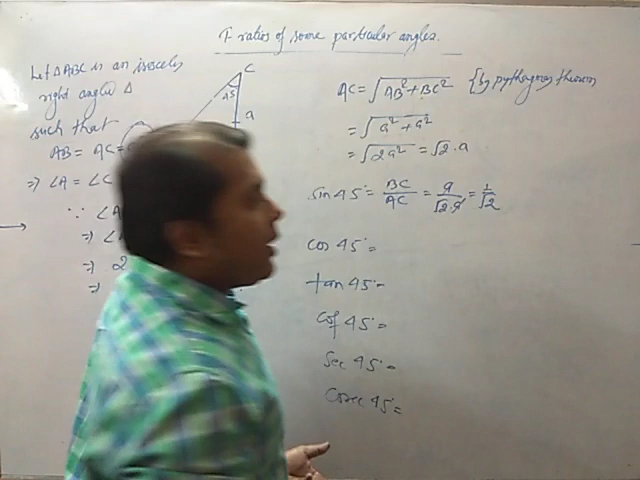 T-ratios of some particular angles.
Let ΔABC is an isosceles
right angle Δ
such that
AB = AC =
⇒ ∠A = ∠C
∵ ∠A
⇒ ∠
⇒ 2
⇒
C
45
a
AC = √AB²+BC² {by pythagoras theorem
= √a²+a²
= √2a² = √2.a
sin 45° = BC/AC = a/√2.a = 1/√2
cos 45° =
tan 45° =
cot 45° =
sec 45° =
cosec 45° =